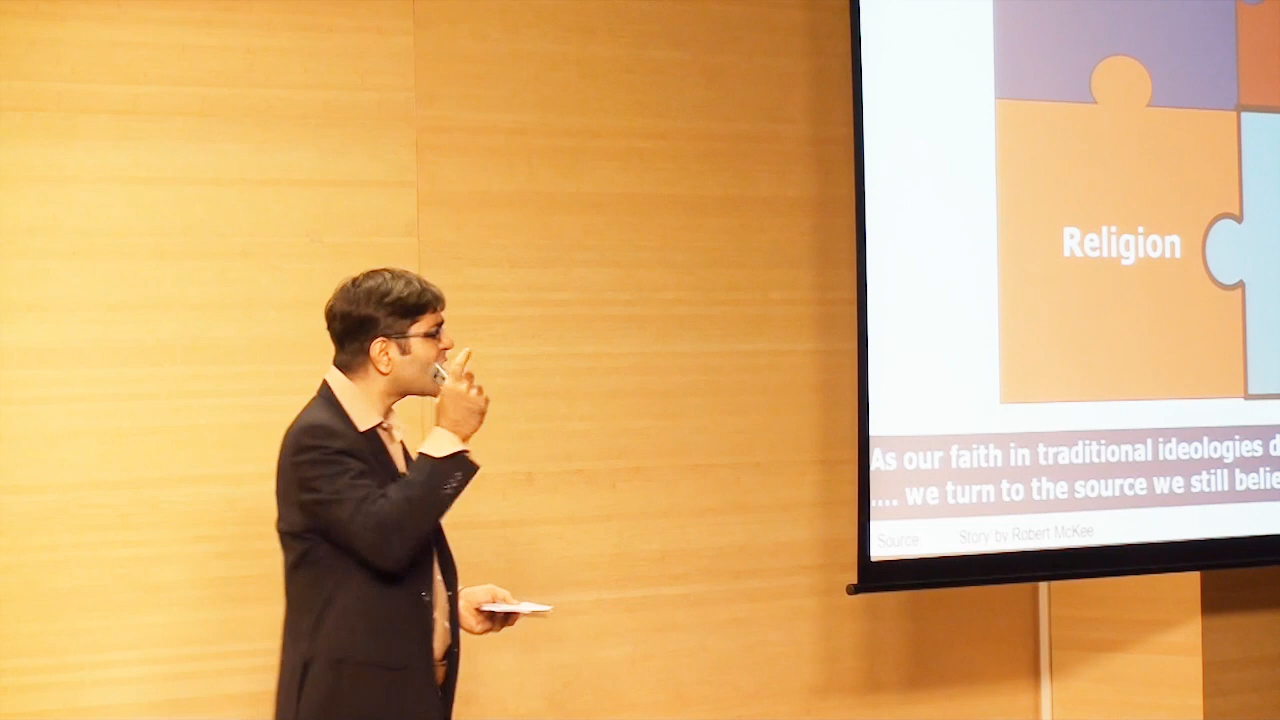 Religion
As our faith in traditional ideologies
.... we turn to the source we still
Source Story by Robert McKee